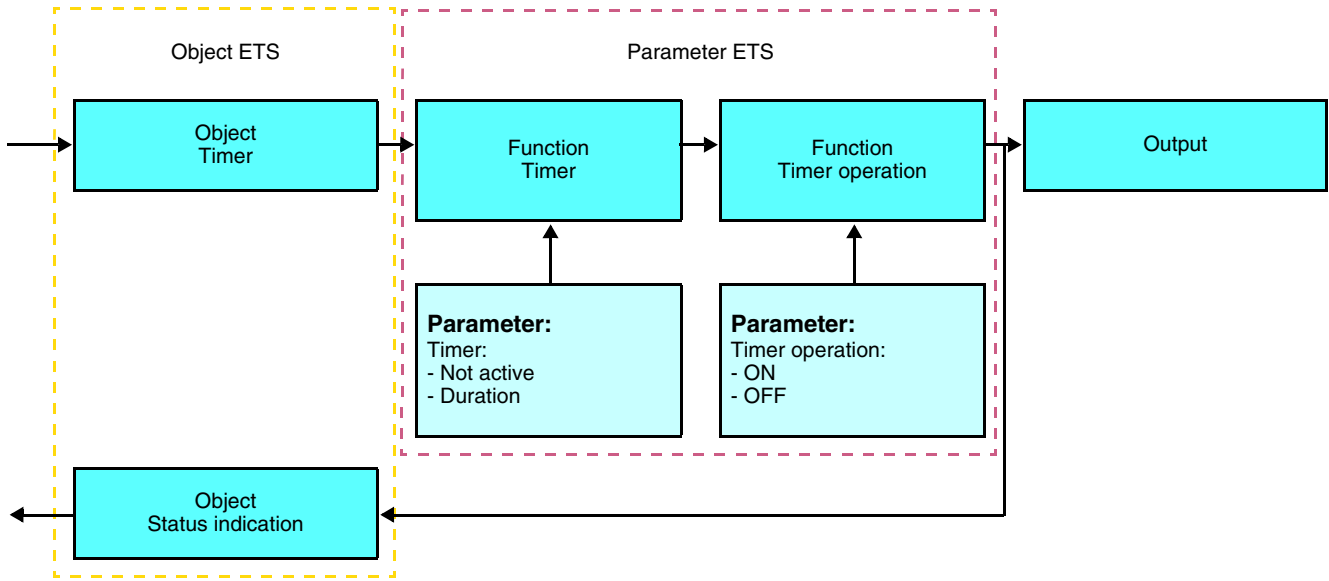 Object ETS
Parameter ETS
Object
Timer
Function
Timer
Function
Timer operation
Output
Parameter:
Timer:
- Not active
- Duration
Parameter:
Timer operation:
- ON
- OFF
Object
Status indication